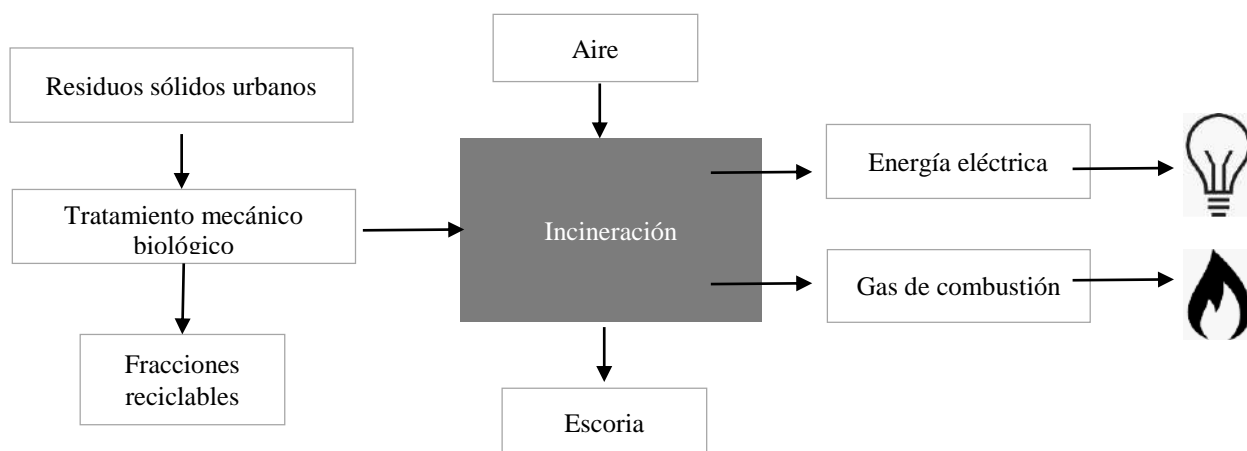 Aire
Residuos sólidos urbanos
Energía eléctrica
Tratamiento mecánico
biológico
Incineración
Gas de combustión
Fracciones
reciclables
Escoria